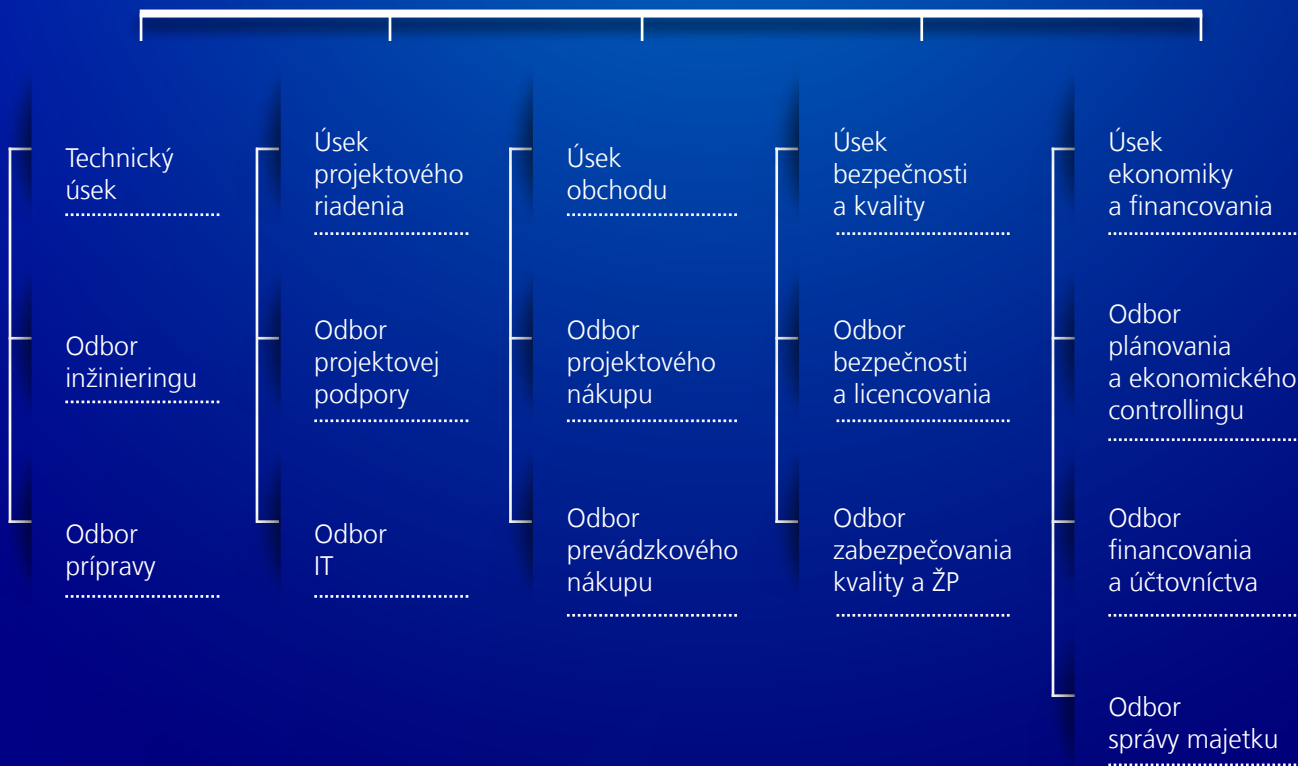 Technický
úsek
Odbor
inžinieringu
Odbor
prípravy
Úsek
projektového
riadenia
Odbor
projektovej
podpory
Odbor
IT
Úsek
obchodu
Odbor
projektového
nákupu
Odbor
prevádzkového
nákupu
Úsek
bezpečnosti
a kvality
Odbor
bezpečnosti
a licencovania
Odbor
zabezpečovania
kvality a ŽP
Úsek
ekonomiky
a financovania
Odbor
plánovania
a ekonomického
controllingu
Odbor
financovania
a účtovníctva
Odbor
správy majetku